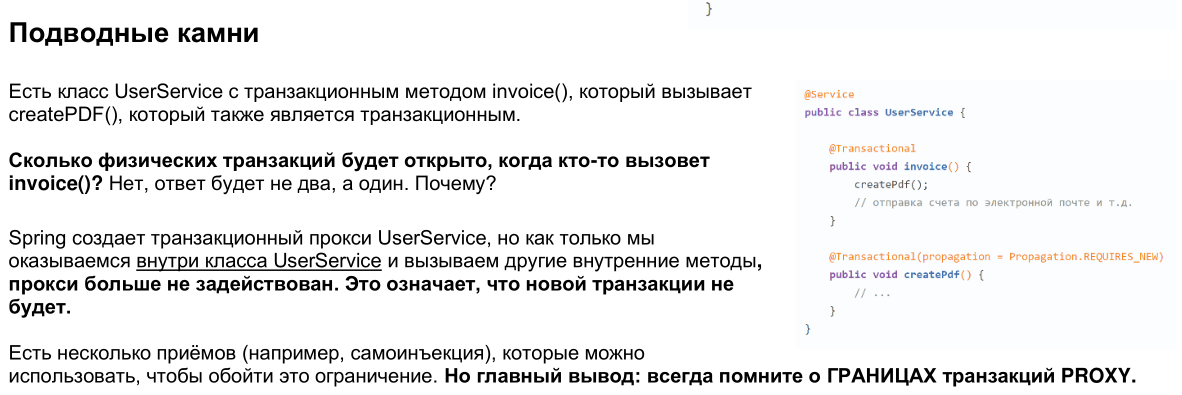 }
Подводные камни
Есть класс UserService с транзакционным методом invoice(), который вызывает
createPDF(), который также является транзакционным.
Сколько физических транзакций будет открыто, когда кто-то вызовет
invoice()? Нет, ответ будет не два, а один. Почему?
Spring создает транзакционный прокси UserService, но как только мы
оказываемся внутри класса UserService и вызываем другие внутренние методы,
прокси больше не задействован. Это означает, что новой транзакции не
будет.
Есть несколько приёмов (например, самоинъекция), которые можно
использовать, чтобы обойти это ограничение. Но главный вывод: всегда помните о ГРАНИЦАХ транзакций PROXY.
@Service
public class UserService {
@Transactional
public void invoice() {
createPdf();
// отправка счета по электронной почте и т.д.
}
@Transactional(propagation = Propagation.REQUIRES_NEW)
public void createPdf() {
// ...
}
}